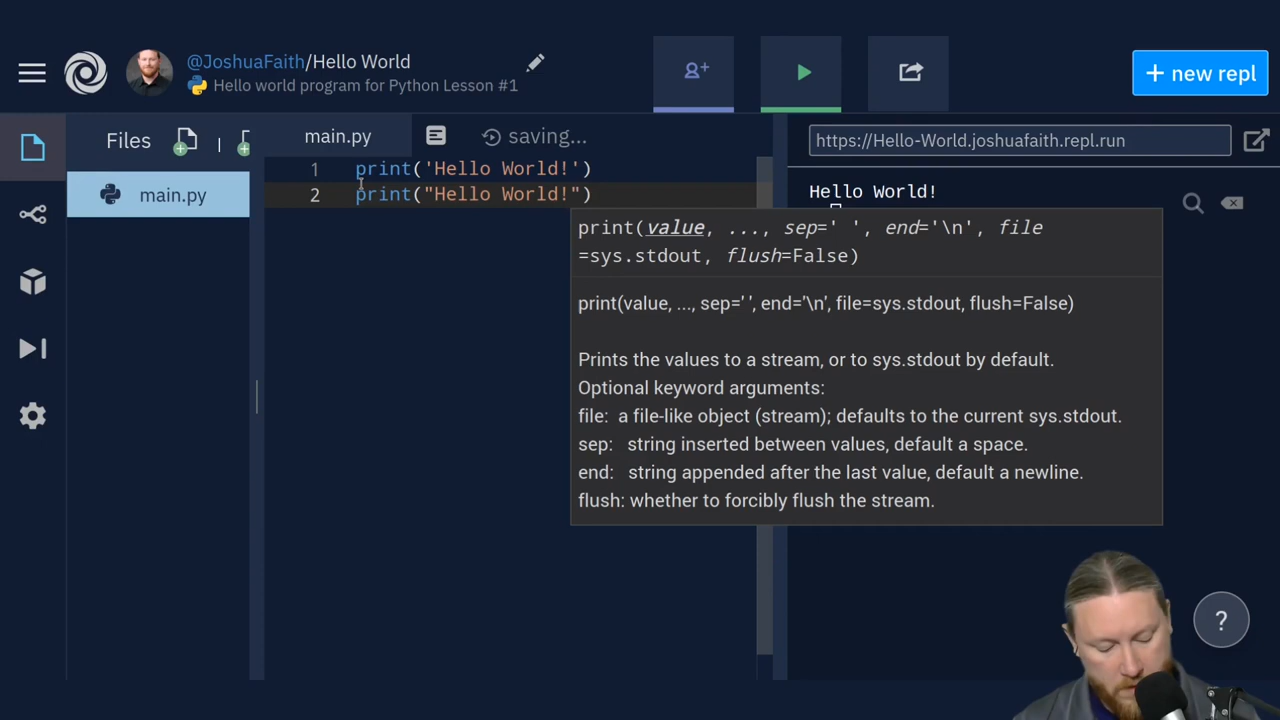 @JoshuaFaith/Hello World
Hello world program for Python Lesson #1
+ new repl
Files
main.py
saving...
https://Hello-World.joshuafaith.repl.run
main.py
1 print('Hello World!')
2 print("Hello World!")
Hello World!
print(value, ..., sep=' ', end='\n', file
=sys.stdout, flush=False)
print(value, ..., sep=' ', end='\n', file=sys.stdout, flush=False)
Prints the values to a stream, or to sys.stdout by default.
Optional keyword arguments:
file: a file-like object (stream); defaults to the current sys.stdout.
sep: string inserted between values, default a space.
end: string appended after the last value, default a newline.
flush: whether to forcibly flush the stream.
?